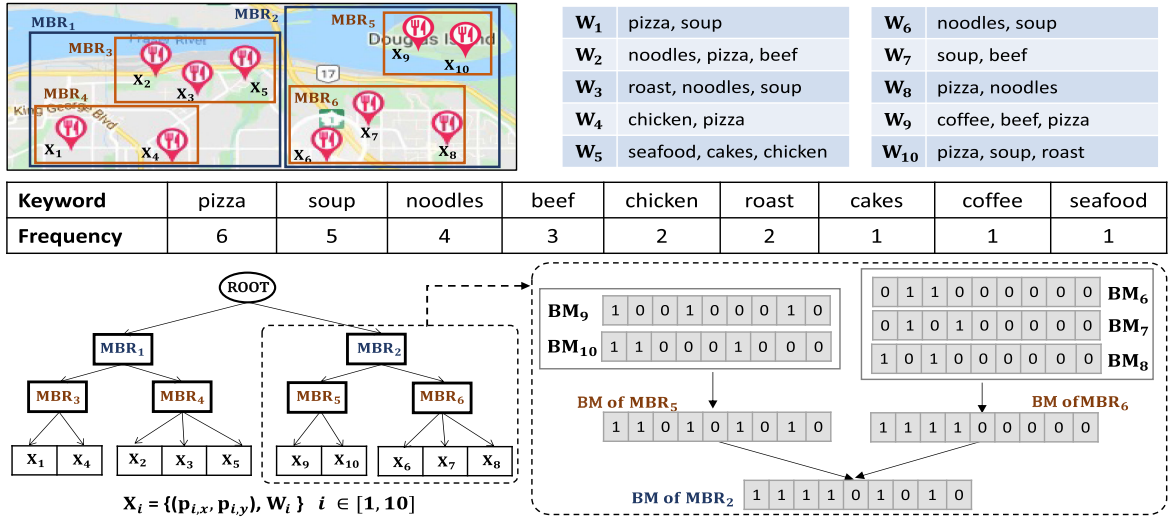 MBR1
MBR2
MBR5
Fraser River
Douglas Island
MBR3
X9
X10
X2
X3
X5
17
MBR4
MBR6
King George Blvd
1
X7
X1
X4
X6
X8
W1 pizza, soup
W2 noodles, pizza, beef
W3 roast, noodles, soup
W4 chicken, pizza
W5 seafood, cakes, chicken
W6 noodles, soup
W7 soup, beef
W8 pizza, noodles
W9 coffee, beef, pizza
W10 pizza, soup, roast
Keyword pizza soup noodles beef chicken roast cakes coffee seafood
Frequency 6 5 4 3 2 2 1 1 1
ROOT
MBR1 MBR2
MBR3 MBR4 MBR5 MBR6
X1 X4 X2 X3 X5 X9 X10 X6 X7 X8
Xi = {(pi,x, pi,y), Wi } i ∈ [1, 10]
BM9 1 0 0 1 0 0 0 1 0
BM10 1 1 0 0 0 1 0 0 0
0 1 1 0 0 0 0 0 0 BM6
0 1 0 1 0 0 0 0 0 BM7
1 0 1 0 0 0 0 0 0 BM8
BM of MBR5
1 1 0 1 0 1 0 1 0
BM ofMBR6
1 1 1 1 0 0 0 0 0
BM of MBR2 1 1 1 1 0 1 0 1 0